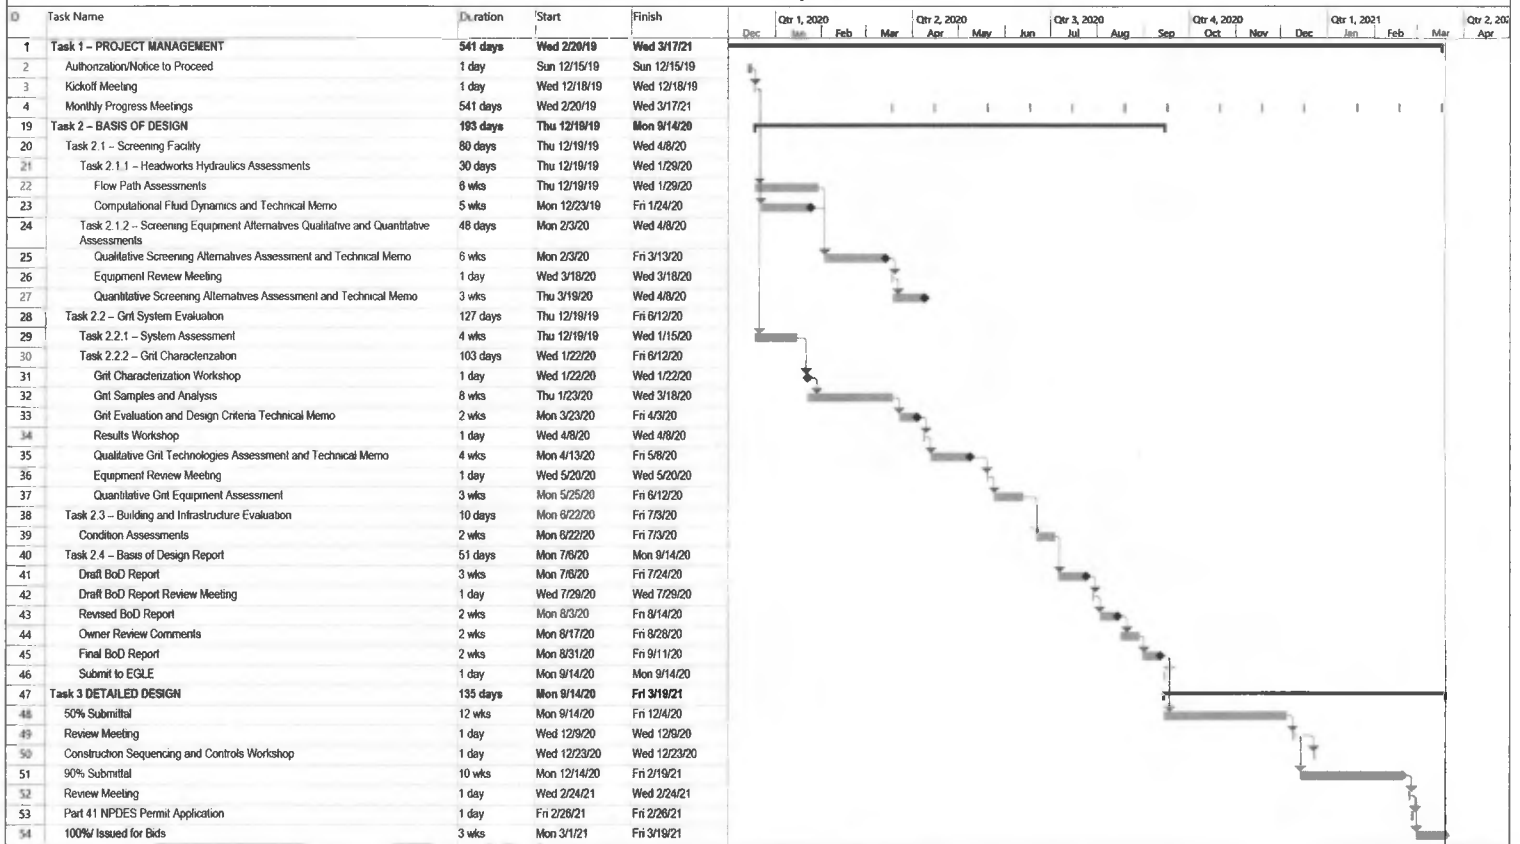 ID Task Name Duration Start Finish
Qtr 1, 2020 Qtr 2, 2020 Qtr 3, 2020 Qtr 4, 2020 Qtr 1, 2021 Qtr 2, 202
Dec Jan Feb Mar Apr May Jun Jul Aug Sep Oct Nov Dec Jan Feb Mar Apr
1 Task 1 – PROJECT MANAGEMENT 541 days Wed 2/20/19 Wed 3/17/21
2 Authorization/Notice to Proceed 1 day Sun 12/15/19 Sun 12/15/19
3 Kickoff Meeting 1 day Wed 12/18/19 Wed 12/18/19
4 Monthly Progress Meetings 541 days Wed 2/20/19 Wed 3/17/21
19 Task 2 – BASIS OF DESIGN 193 days Thu 12/19/19 Mon 9/14/20
20 Task 2.1 – Screening Facility 80 days Thu 12/19/19 Wed 4/8/20
21 Task 2.1.1 – Headworks Hydraulics Assessments 30 days Thu 12/19/19 Wed 1/29/20
22 Flow Path Assessments 6 wks Thu 12/19/19 Wed 1/29/20
23 Computational Fluid Dynamics and Technical Memo 5 wks Mon 12/23/19 Fri 1/24/20
24 Task 2.1.2 – Screening Equipment Alternatives Qualitative and Quantitative 48 days Mon 2/3/20 Wed 4/8/20
Assessments
25 Qualitative Screening Alternatives Assessment and Technical Memo 6 wks Mon 2/3/20 Fri 3/13/20
26 Equipment Review Meeting 1 day Wed 3/18/20 Wed 3/18/20
27 Quantitative Screening Alternatives Assessment and Technical Memo 3 wks Thu 3/19/20 Wed 4/8/20
28 Task 2.2 – Grit System Evaluation 127 days Thu 12/19/19 Fri 6/12/20
29 Task 2.2.1 – System Assessment 4 wks Thu 12/19/19 Wed 1/15/20
30 Task 2.2.2 – Grit Characterization 103 days Wed 1/22/20 Fri 6/12/20
31 Grit Characterization Workshop 1 day Wed 1/22/20 Wed 1/22/20
32 Grit Samples and Analysis 8 wks Thu 1/23/20 Wed 3/18/20
33 Grit Evaluation and Design Criteria Technical Memo 2 wks Mon 3/23/20 Fri 4/3/20
34 Results Workshop 1 day Wed 4/8/20 Wed 4/8/20
35 Qualitative Grit Technologies Assessment and Technical Memo 4 wks Mon 4/13/20 Fri 5/8/20
36 Equipment Review Meeting 1 day Wed 5/20/20 Wed 5/20/20
37 Quantitative Grit Equipment Assessment 3 wks Mon 5/25/20 Fri 6/12/20
38 Task 2.3 – Building and Infrastructure Evaluation 10 days Mon 6/22/20 Fri 7/3/20
39 Condition Assessments 2 wks Mon 6/22/20 Fri 7/3/20
40 Task 2.4 – Basis of Design Report 51 days Mon 7/6/20 Mon 9/14/20
41 Draft BoD Report 3 wks Mon 7/6/20 Fri 7/24/20
42 Draft BoD Report Review Meeting 1 day Wed 7/29/20 Wed 7/29/20
43 Revised BoD Report 2 wks Mon 8/3/20 Fri 8/14/20
44 Owner Review Comments 2 wks Mon 8/17/20 Fri 8/28/20
45 Final BoD Report 2 wks Mon 8/31/20 Fri 9/11/20
46 Submit to EGLE 1 day Mon 9/14/20 Mon 9/14/20
47 Task 3 DETAILED DESIGN 135 days Mon 9/14/20 Fri 3/19/21
48 50% Submittal 12 wks Mon 9/14/20 Fri 12/4/20
49 Review Meeting 1 day Wed 12/9/20 Wed 12/9/20
50 Construction Sequencing and Controls Workshop 1 day Wed 12/23/20 Wed 12/23/20
51 90% Submittal 10 wks Mon 12/14/20 Fri 2/19/21
52 Review Meeting 1 day Wed 2/24/21 Wed 2/24/21
53 Part 41 NPDES Permit Application 1 day Fri 2/26/21 Fri 2/26/21
54 100%/ Issued for Bids 3 wks Mon 3/1/21 Fri 3/19/21